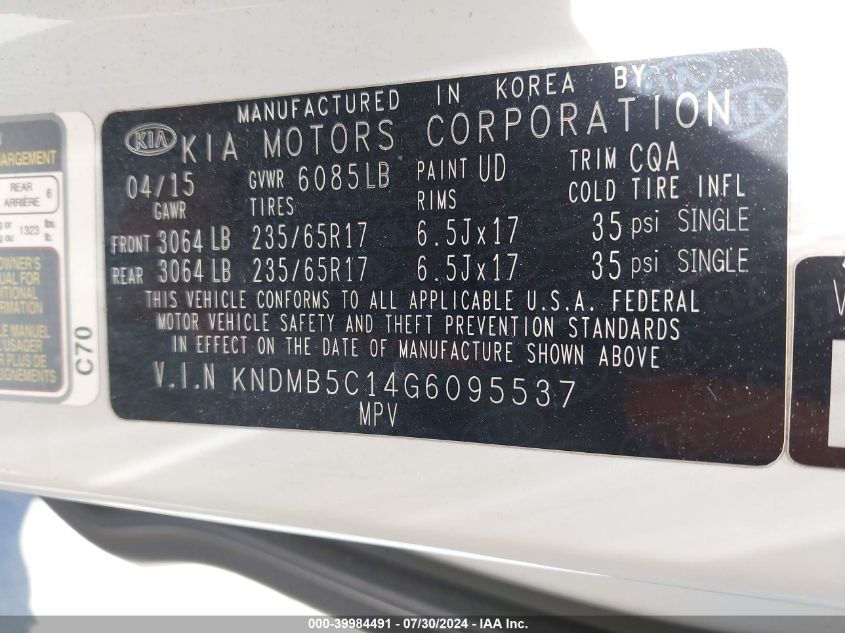 MANUFACTURED IN KOREA BY
KIA KIA MOTORS CORPORATION
04/15 GVWR 6085LB PAINT UD TRIM CQA
GAWR TIRES RIMS COLD TIRE INFL
FRONT 3064 LB 235/65R17 6.5Jx17 35 psi SINGLE
REAR 3064 LB 235/65R17 6.5Jx17 35 psi SINGLE
THIS VEHICLE CONFORMS TO ALL APPLICABLE U.S.A. FEDERAL
MOTOR VEHICLE SAFETY AND THEFT PREVENTION STANDARDS
IN EFFECT ON THE DATE OF MANUFACTURE SHOWN ABOVE
V.I.N KNDMB5C14G6095537
MPV
REAR
ARRIÈRE 6
ou 1323 lbs.
OWNER'S
C70
000-39984491 - 07/30/2024 - IAA Inc.